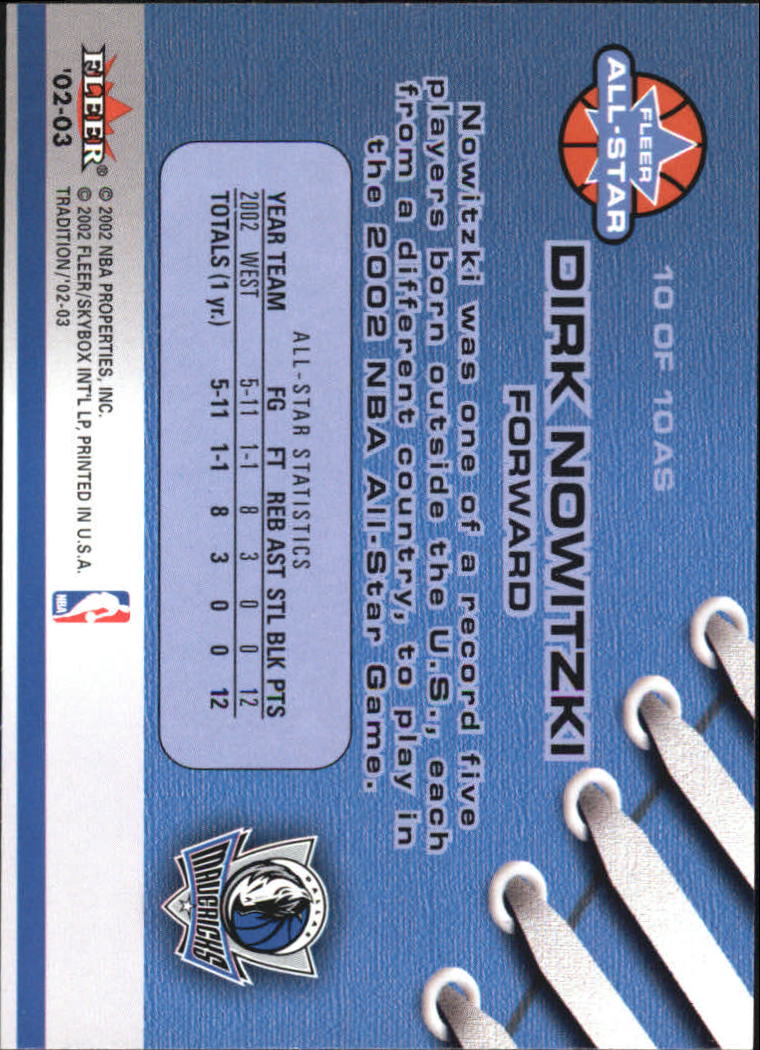 FLEER
ALL-STAR
10 OF 10 AS
DIRK NOWITZKI
FORWARD
Nowitzki was one of a record five
players born outside the U.S., each
from a different country, to play in
the 2002 NBA All-Star Game.
ALL-STAR STATISTICS
YEAR TEAM FG FT REB AST STL BLK PTS
2002 WEST 5-11 1-1 8 3 0 0 12
TOTALS (1 yr.) 5-11 1-1 8 3 0 0 12
DALLAS
MAVERICKS
FLEER®
'02-03
© 2002 NBA PROPERTIES, INC.
© 2002 FLEER/SKYBOX INT'L LP, PRINTED IN U.S.A.
TRADITION/'02-03
NBA